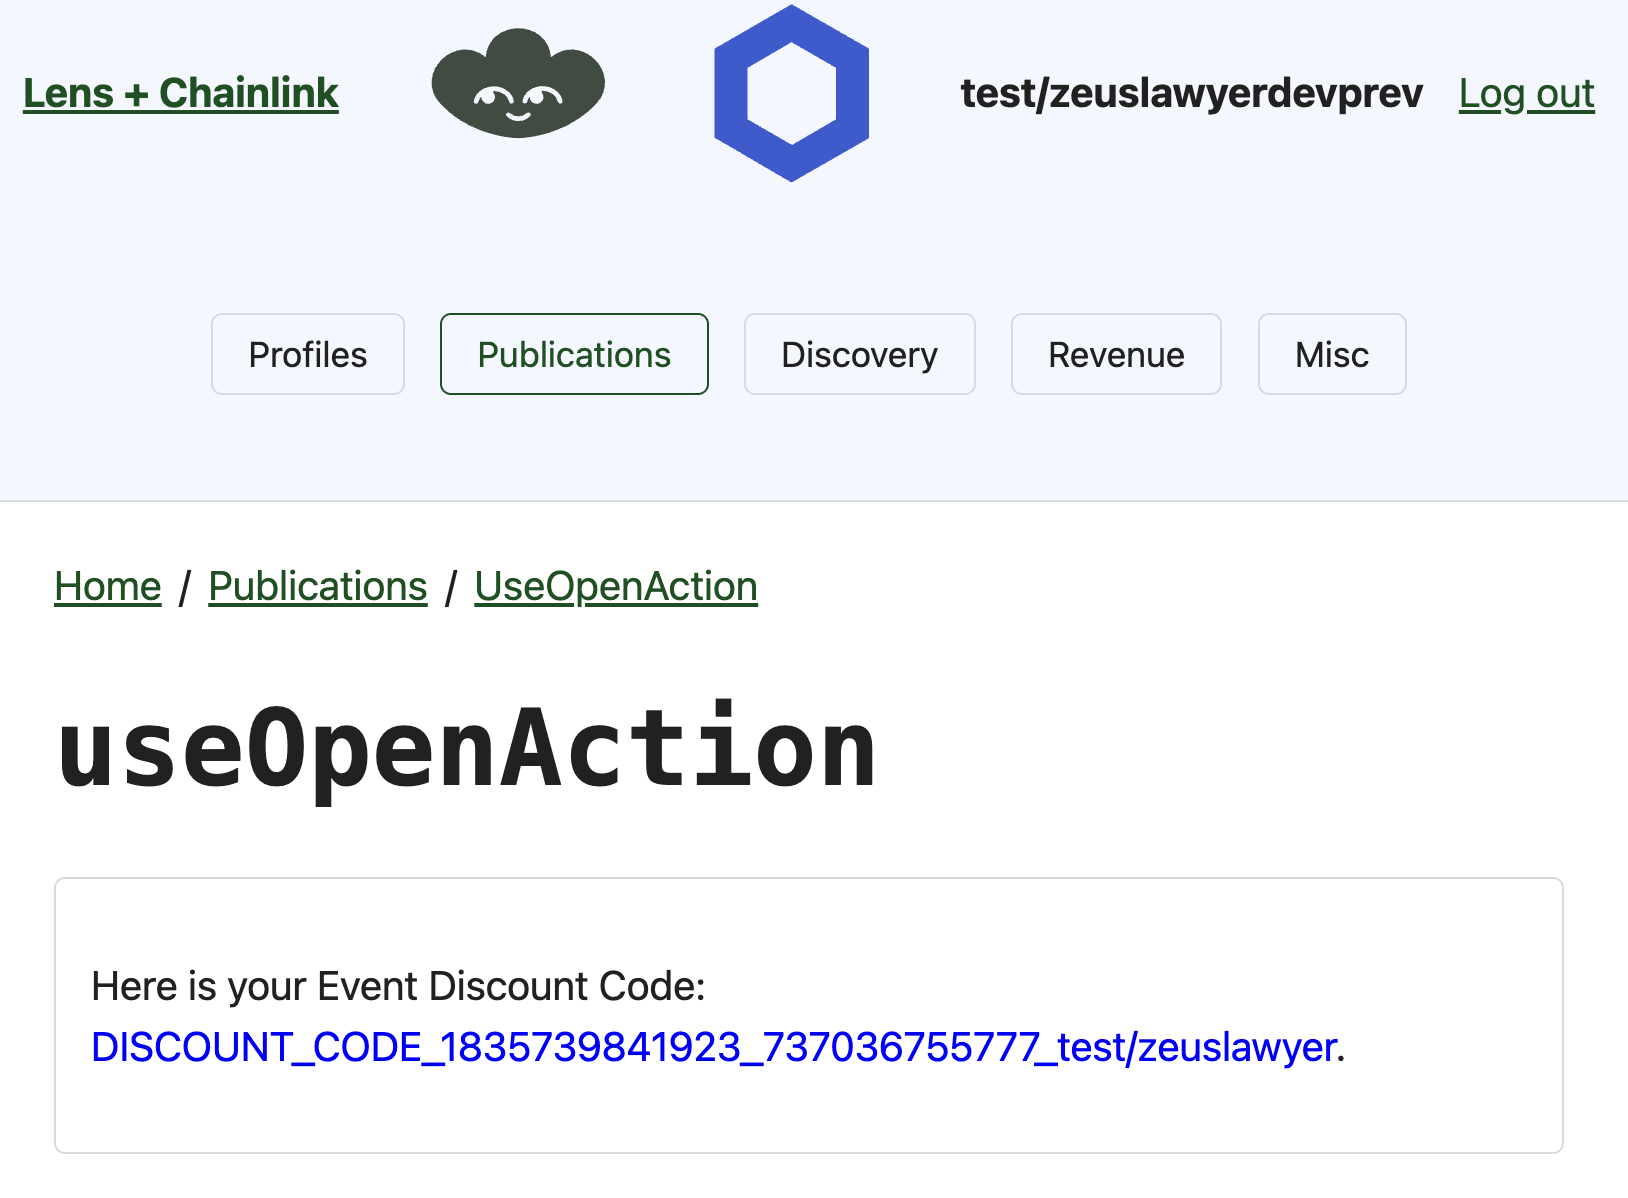 Lens + Chainlink
test/zeuslawyerdevprev
Log out
Profiles
Publications
Discovery
Revenue
Misc
Home / Publications / UseOpenAction
useOpenAction
Here is your Event Discount Code:
DISCOUNT_CODE_1835739841923_737036755777_test/zeuslawyer.